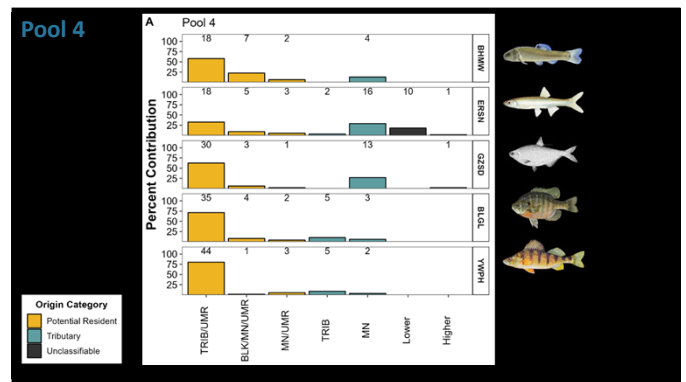 Pool 4
A Pool 4
Percent Contribution
18 7 2 4
100
75
50
25
BHMW
18 5 3 2 16 10 1
100
75
50
25
ERSN
30 3 1 13 1
100
75
50
25
GZSD
35 4 2 5 3
100
75
50
25
BLGL
44 1 3 5 2
100
75
50
25
YWPH
TRIB/UMR
BLK/MN/UMR
MN/UMR
TRIB
MN
Lower
Higher
Origin Category
Potential Resident
Tributary
Unclassifiable